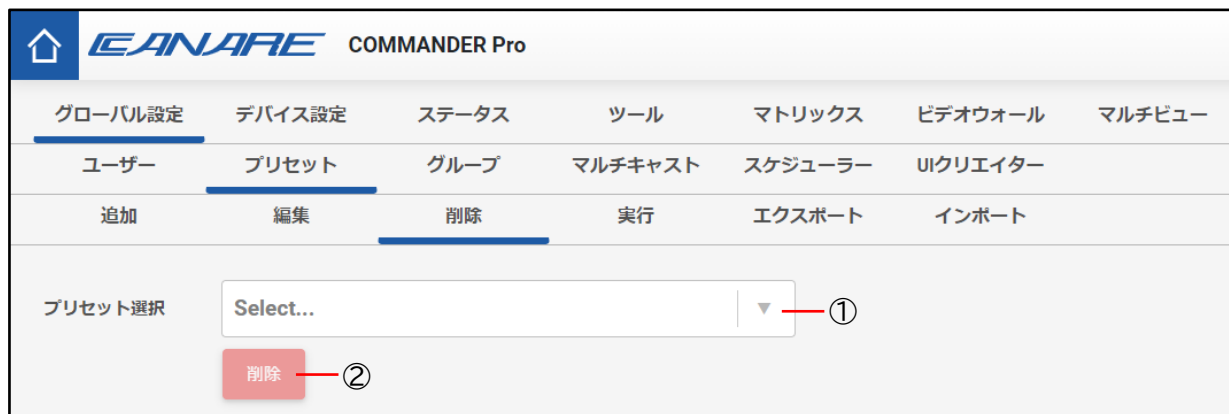 CANARE COMMANDER Pro
グローバル設定 デバイス設定 ステータス ツール マトリックス ビデオウォール マルチビュー
ユーザー プリセット グループ マルチキャスト スケジューラー UIクリエイター
追加 編集 削除 実行 エクスポート インポート
プリセット選択 Select... ▼ ①
削除 ②